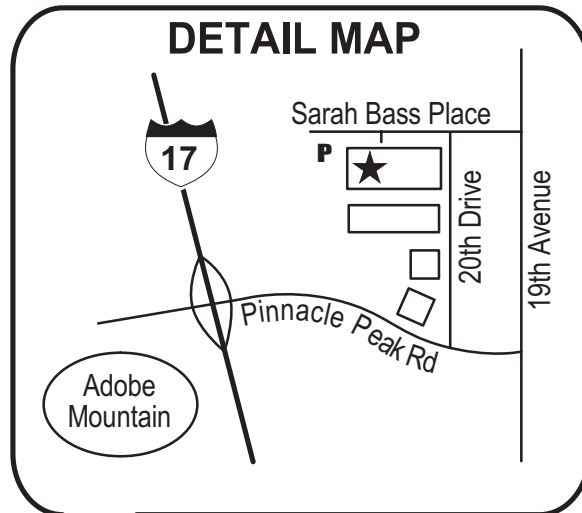 DETAIL MAP
Sarah Bass Place
17
P
20th Drive
19th Avenue
Pinnacle Peak Rd
Adobe
Mountain